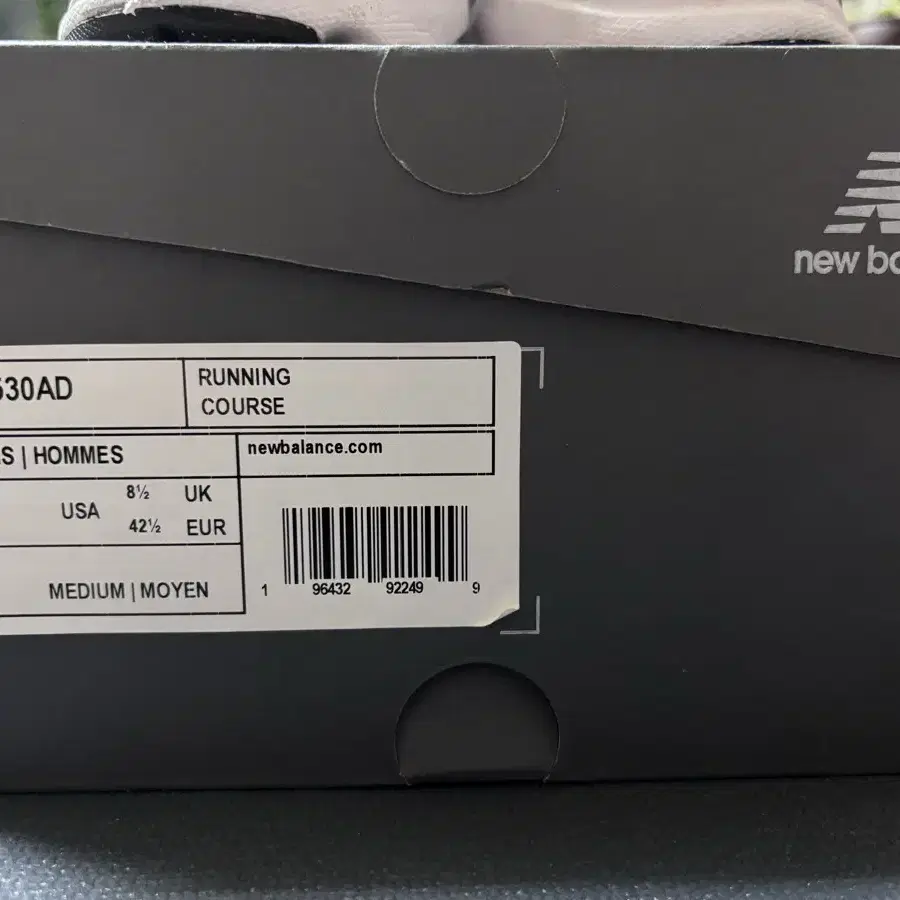 new ba
530AD
RUNNING
COURSE
S | HOMMES
newbalance.com
USA
8½ UK
42½ EUR
MEDIUM | MOYEN
1 96432 92249 9